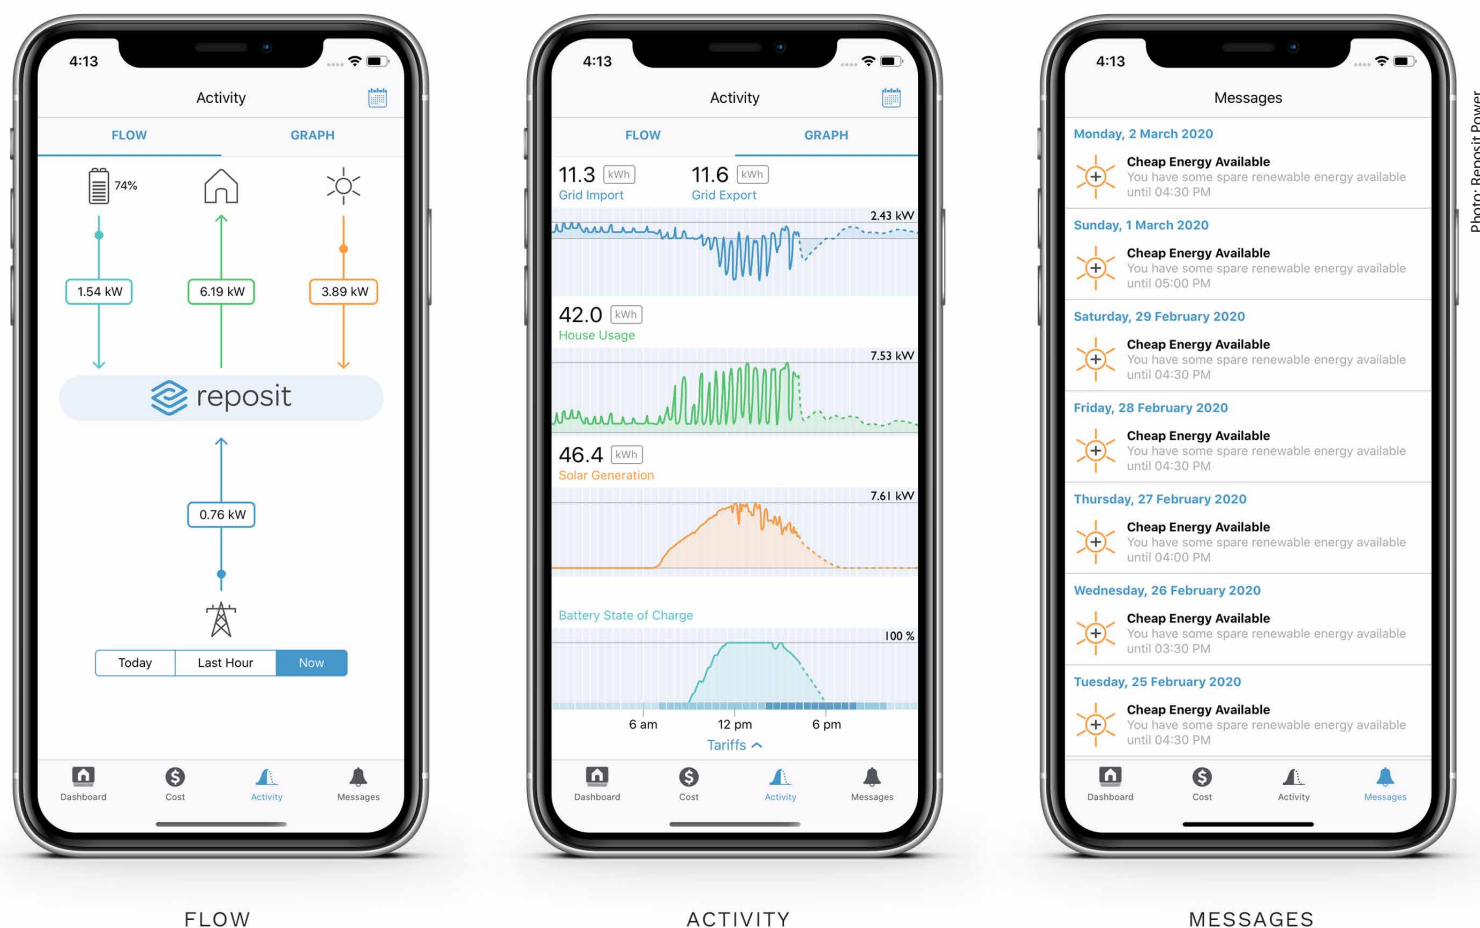 4:13
Activity
FLOW GRAPH
74%
1.54 kW 6.19 kW 3.89 kW
reposit
0.76 kW
Today Last Hour Now
Dashboard Cost Activity Messages
FLOW
4:13
Activity
FLOW GRAPH
11.3 kWh 11.6 kWh
Grid Import Grid Export
2.43 kW
42.0 kWh
House Usage
7.53 kW
46.4 kWh
Solar Generation
7.61 kW
Battery State of Charge
100 %
6 am 12 pm 6 pm
Tariffs
Dashboard Cost Activity Messages
ACTIVITY
4:13
Messages
Monday, 2 March 2020
Cheap Energy Available
You have some spare renewable energy available
until 04:30 PM
Sunday, 1 March 2020
Cheap Energy Available
You have some spare renewable energy available
until 05:00 PM
Saturday, 29 February 2020
Cheap Energy Available
You have some spare renewable energy available
until 04:30 PM
Friday, 28 February 2020
Cheap Energy Available
You have some spare renewable energy available
until 04:30 PM
Thursday, 27 February 2020
Cheap Energy Available
You have some spare renewable energy available
until 04:00 PM
Wednesday, 26 February 2020
Cheap Energy Available
You have some spare renewable energy available
until 03:30 PM
Tuesday, 25 February 2020
Cheap Energy Available
You have some spare renewable energy available
until 04:30 PM
Dashboard Cost Activity Messages
MESSAGES
Photo: Reposit Power